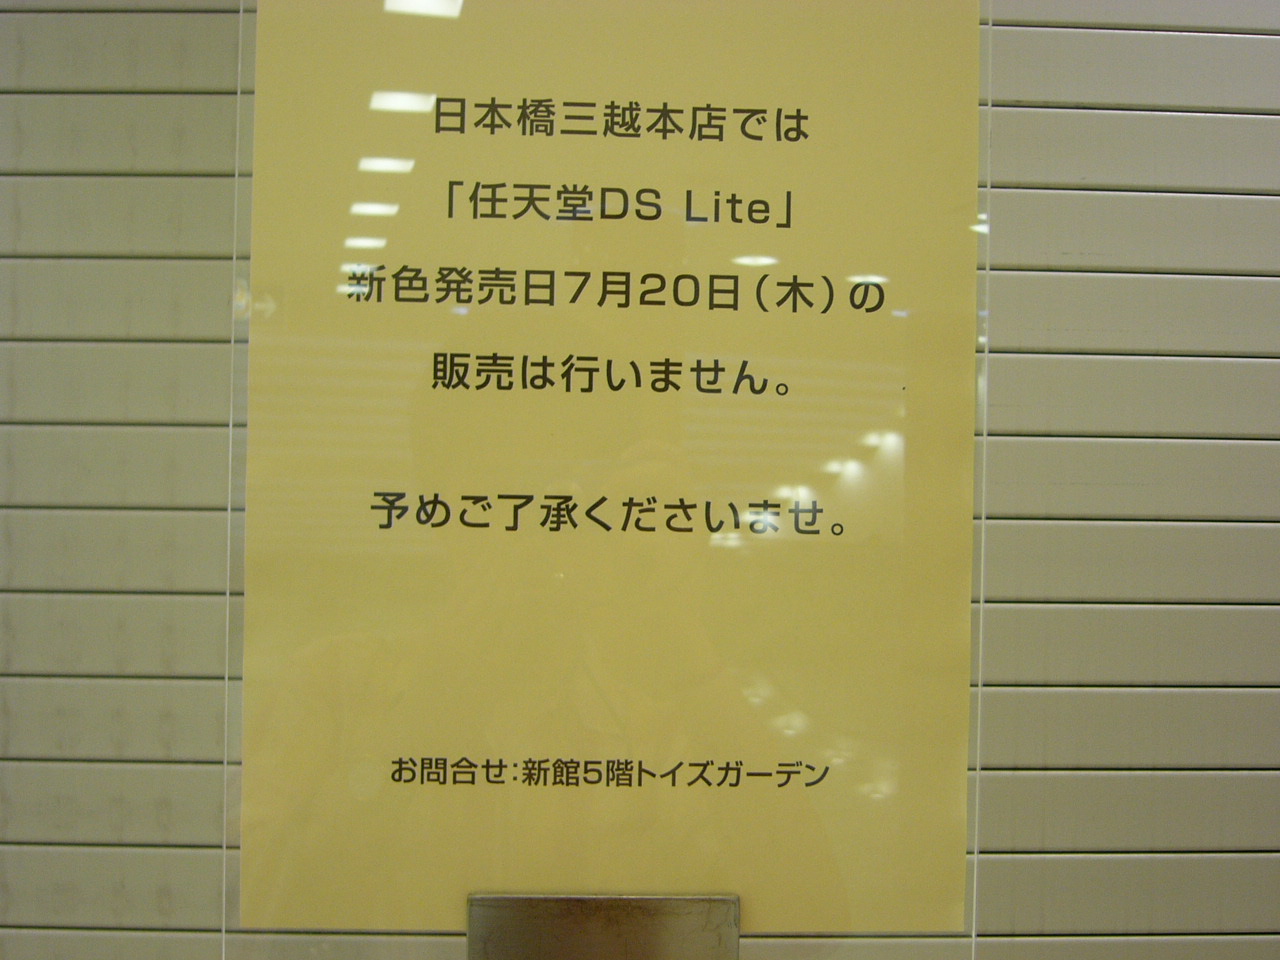 日本橋三越本店では
「任天堂DS Lite」
新色発売日7月20日（木）の
販売は行いません。
予めご了承くださいませ。
お問合せ：新館5階トイズガーデン